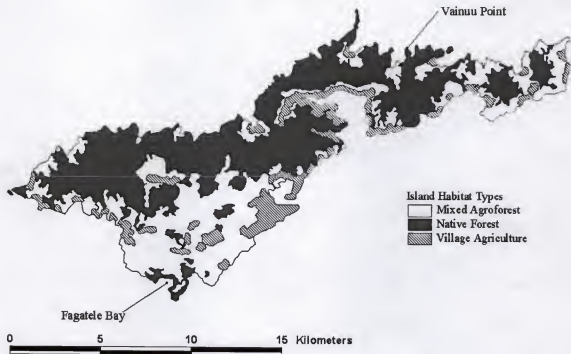 Vainuu Point
Island Habitat Types
Mixed Agroforest
Native Forest
Village Agriculture
Fagatele Bay
0 5 10 15 Kilometers